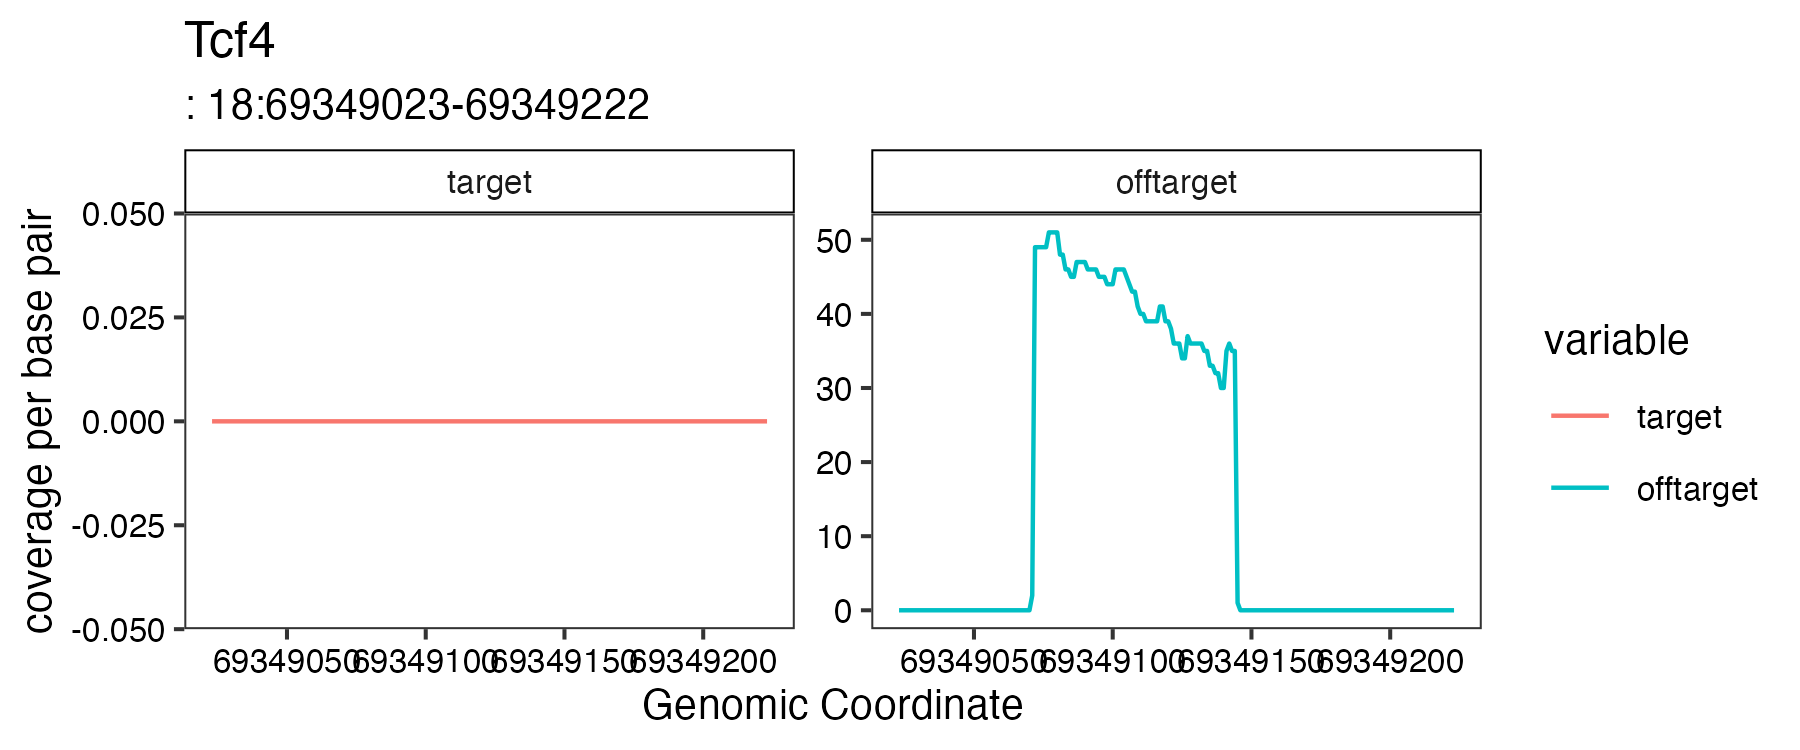 Tcf4
: 18:69349023-69349222
target
offtarget
coverage per base pair
0.050
0.025
0.000
-0.025
-0.050
50
40
30
20
10
0
69349050 69349100 69349150 69349200
69349050 69349100 69349150 69349200
Genomic Coordinate
variable
target
offtarget